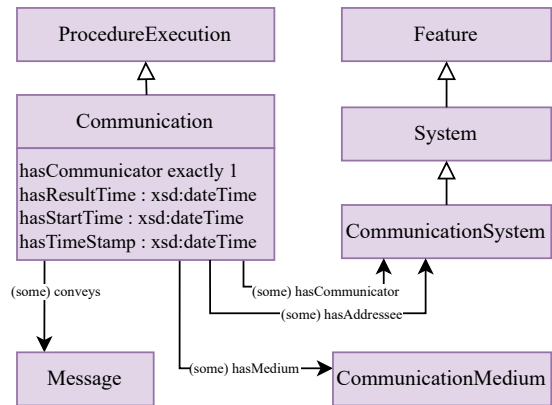 ProcedureExecution
Feature
Communication
hasCommunicator exactly 1
hasResultTime : xsd:dateTime
hasStartTime : xsd:dateTime
hasTimeStamp : xsd:dateTime
System
CommunicationSystem
(some) conveys
(some) hasCommunicator
(some) hasAddressee
(some) hasMedium
Message
CommunicationMedium